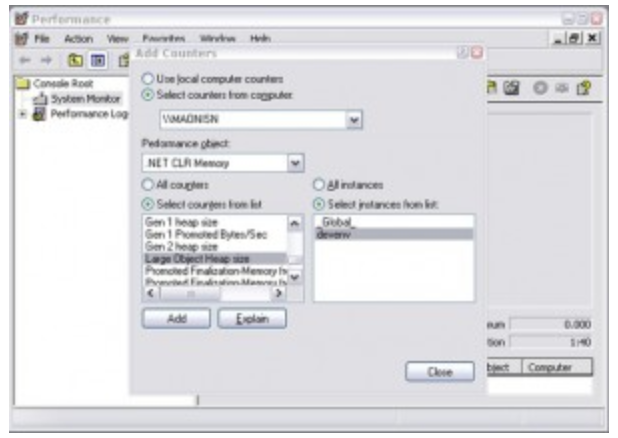 Performance
File Action View Favorites Window Help
Add Counters
Console Root
System Monitor
Performance Log
Use local computer counters
Select counters from computer:
\\MADNISN
Performance object:
.NET CLR Memory
All counters
All instances
Select counters from list
Select instances from list:
Gen 1 heap size
Gen 1 Promoted Bytes/Sec
Gen 2 heap size
Large Object Heap size
Promoted Finalization-Memory fr
Promoted Finalization-Memory fr
_Global_
devenv
Add
Explain
Close
num 0.000
tion 1:40
bject Computer